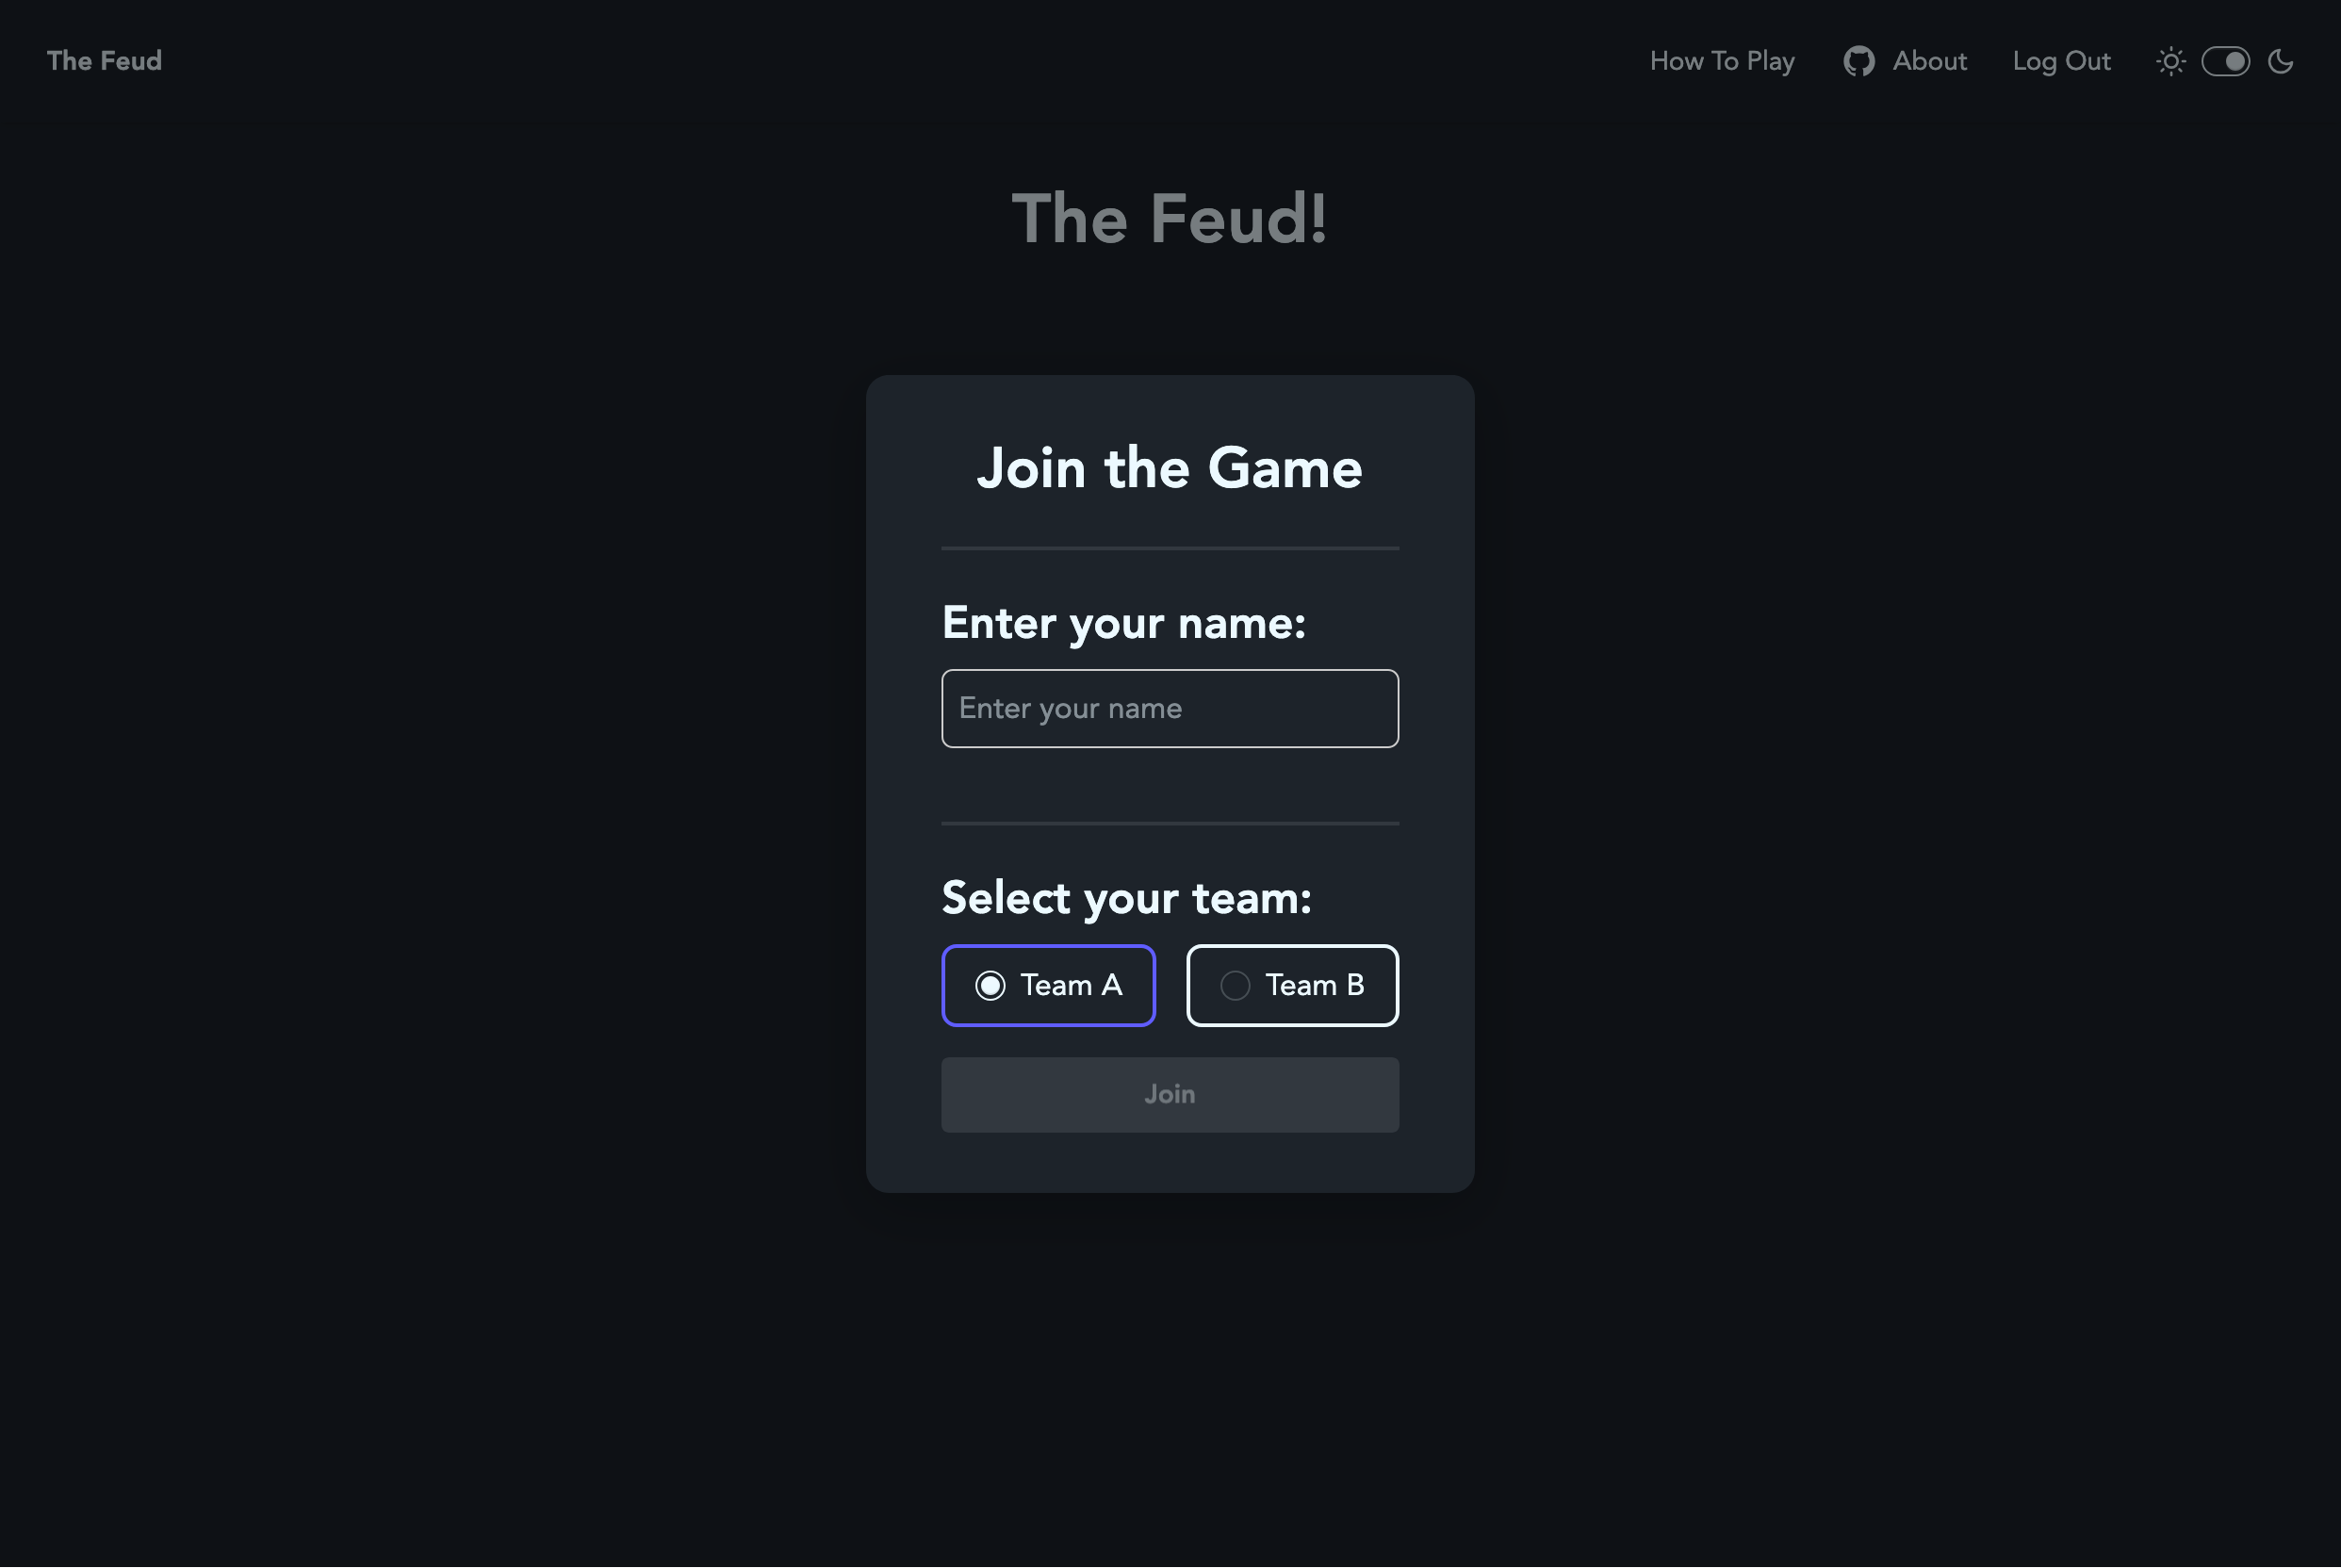 The Feud
How To Play
About
Log Out
The Feud!
Join the Game
Enter your name:
Enter your name
Select your team:
Team A
Team B
Join